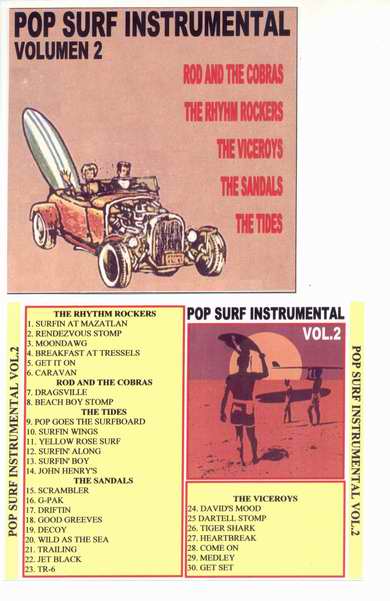 POP SURF INSTRUMENTAL
VOLUMEN 2
ROD AND THE COBRAS
THE RHYHM ROCKERS
THE VICEROYS
THE SANDALS
THE TIDES
POP SURF INSTRUMENTAL VOL.2
THE RHYTHM ROCKERS
1. SURFIN AT MAZATLAN
2. RENDEZVOUS STOMP
3. MOONDAWG
4. BREAKFAST AT TRESSELS
5. GET IT ON
6. CARAVAN
ROD AND THE COBRAS
7. DRAGSVILLE
8. BEACH BOY STOMP
THE TIDES
9. POP GOES THE SURFBOARD
10. SURFIN WINGS
11. YELLOW ROSE SURF
12. SURFIN' ALONG
13. SURFIN' BOY
14. JOHN HENRY'S
THE SANDALS
15. SCRAMBLER
16. G-PAK
17. DRIFTIN
18. GOOD GREEVES
19. DECOY
20. WILD AS THE SEA
21. TRAILING
22. JET BLACK
23. TR-6
POP SURF INSTRUMENTAL
VOL.2
THE VICEROYS
24. DAVID'S MOOD
25 DARTELL STOMP
26. TIGER SHARK
27. HEARTBREAK
28. COME ON
29. MEDLEY
30. GET SET
POP SURF INSTRUMENTAL VOL.2